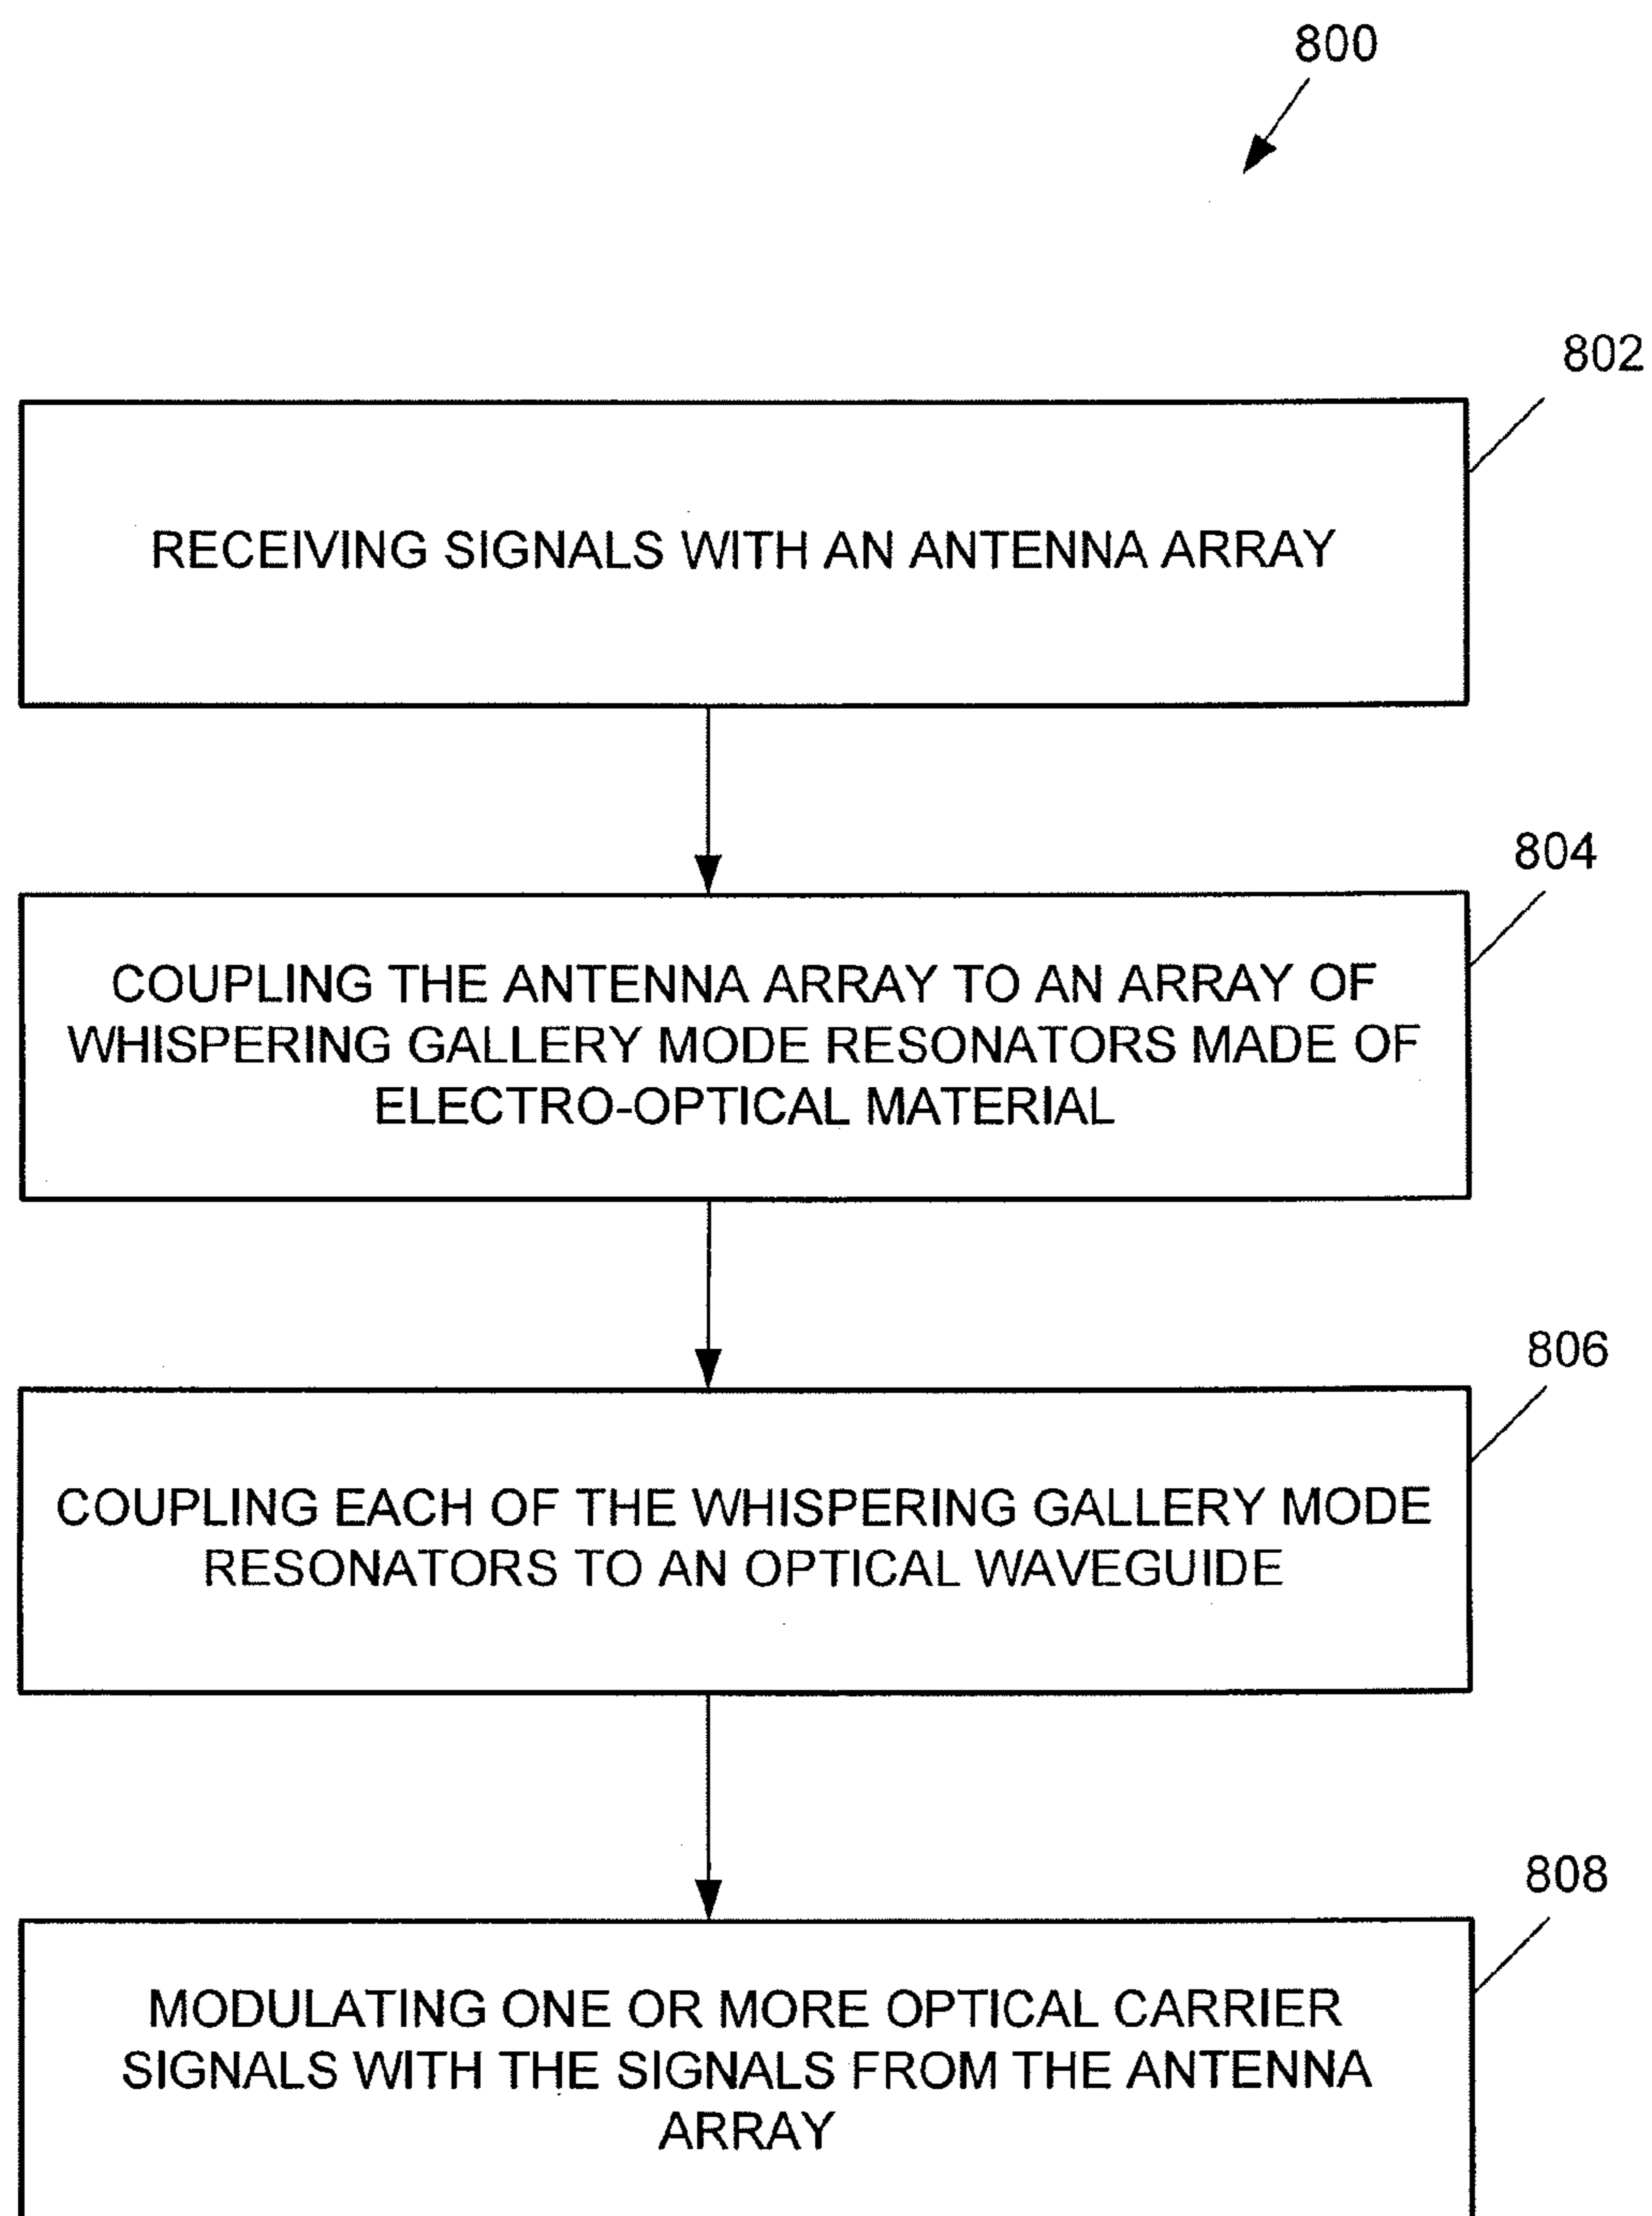 800
802
RECEIVING SIGNALS WITH AN ANTENNA ARRAY
804
COUPLING THE ANTENNA ARRAY TO AN ARRAY OF
WHISPERING GALLERY MODE RESONATORS MADE OF
ELECTRO-OPTICAL MATERIAL
806
COUPLING EACH OF THE WHISPERING GALLERY MODE
RESONATORS TO AN OPTICAL WAVEGUIDE
808
MODULATING ONE OR MORE OPTICAL CARRIER
SIGNALS WITH THE SIGNALS FROM THE ANTENNA
ARRAY